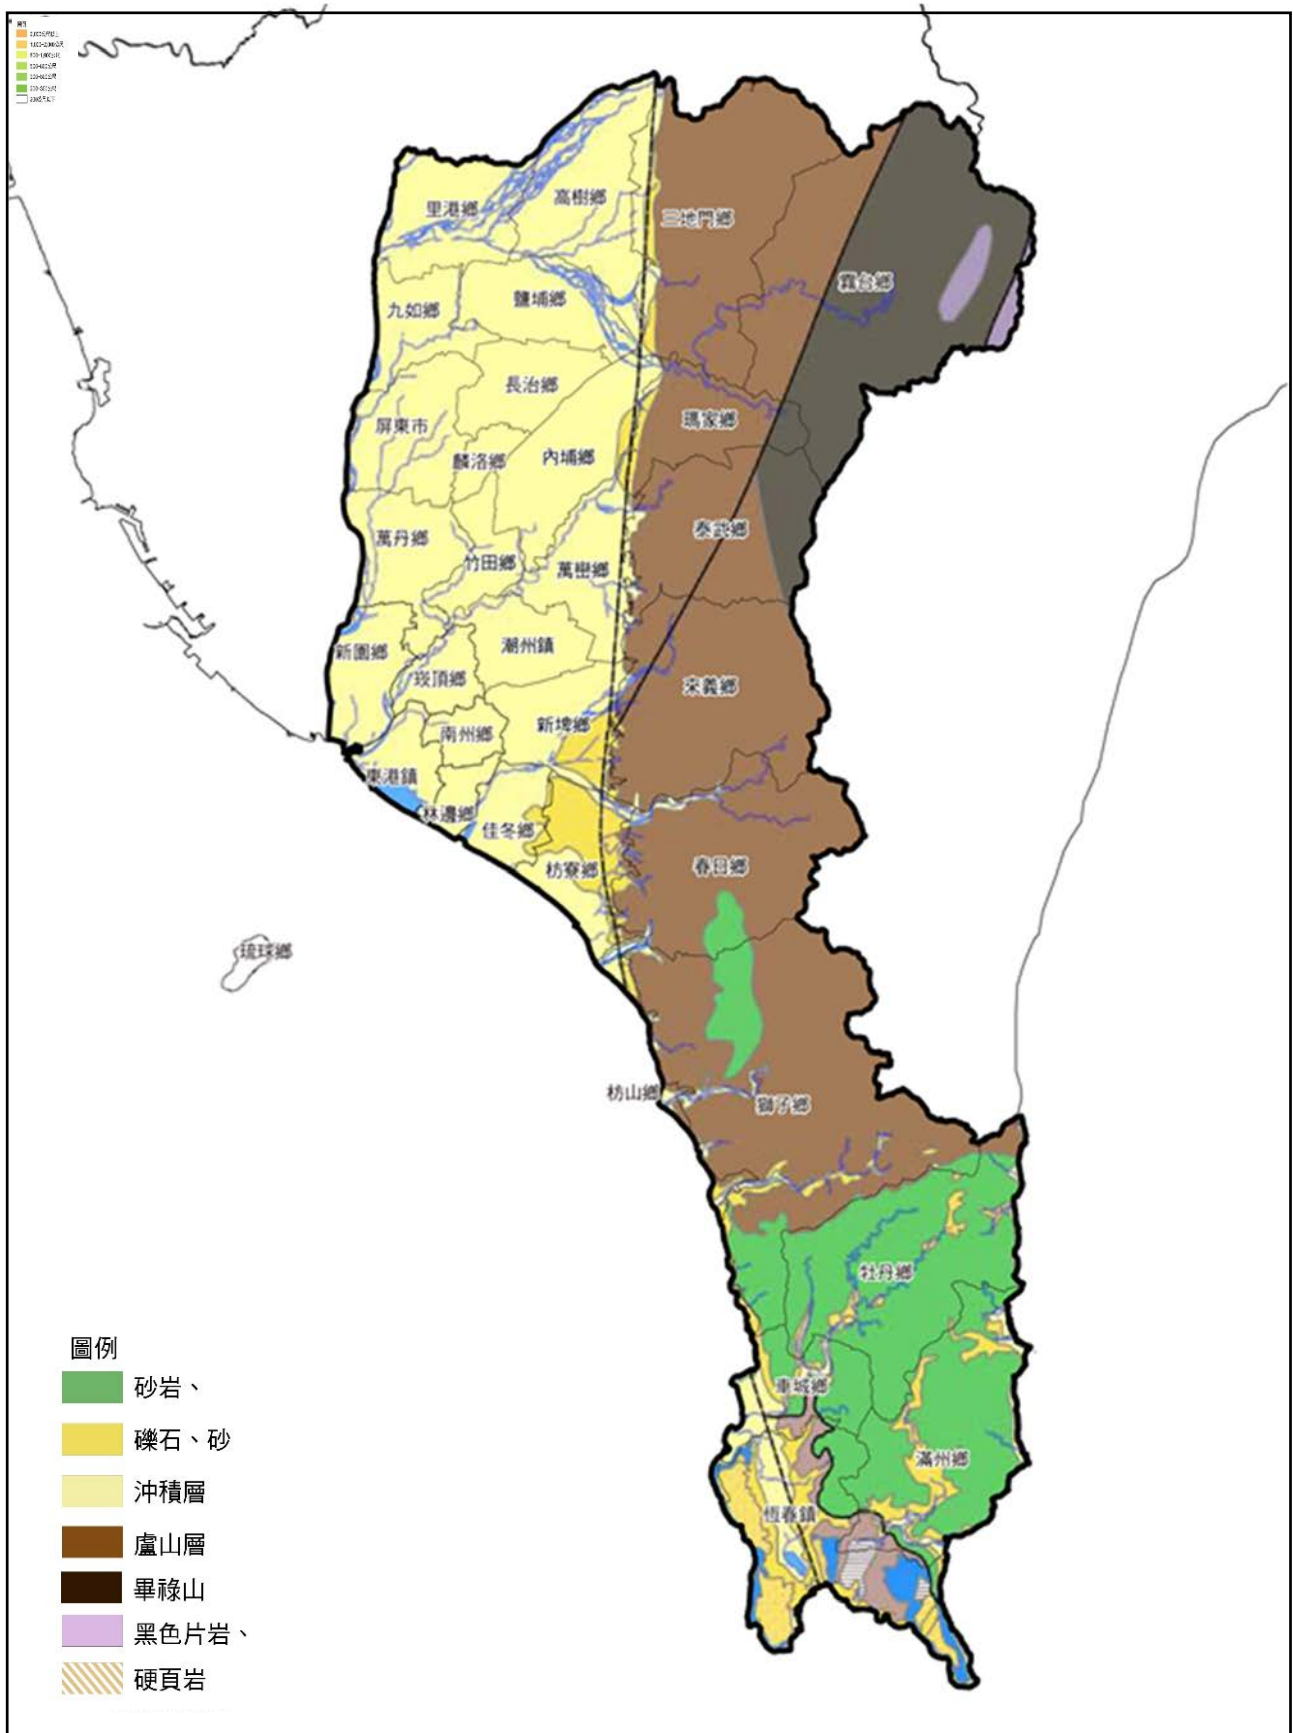 高樹鄉
里港鄉
三地門鄉
霧台鄉
鹽埔鄉
九如鄉
長治鄉
瑪家鄉
屏東市
內埔鄉
麟洛鄉
泰武鄉
萬丹鄉
竹田鄉
萬巒鄉
潮州鎮
新園鄉
崁頂鄉
來義鄉
新埤鄉
南州鄉
東港鎮
林邊鄉
佳冬鄉
枋寮鄉
春日鄉
琉球鄉
枋山鄉
獅子鄉
牡丹鄉
車城鄉
滿州鄉
恆春鎮
圖例
砂岩、
礫石、砂
沖積層
盧山層
畢祿山
黑色片岩、
硬頁岩